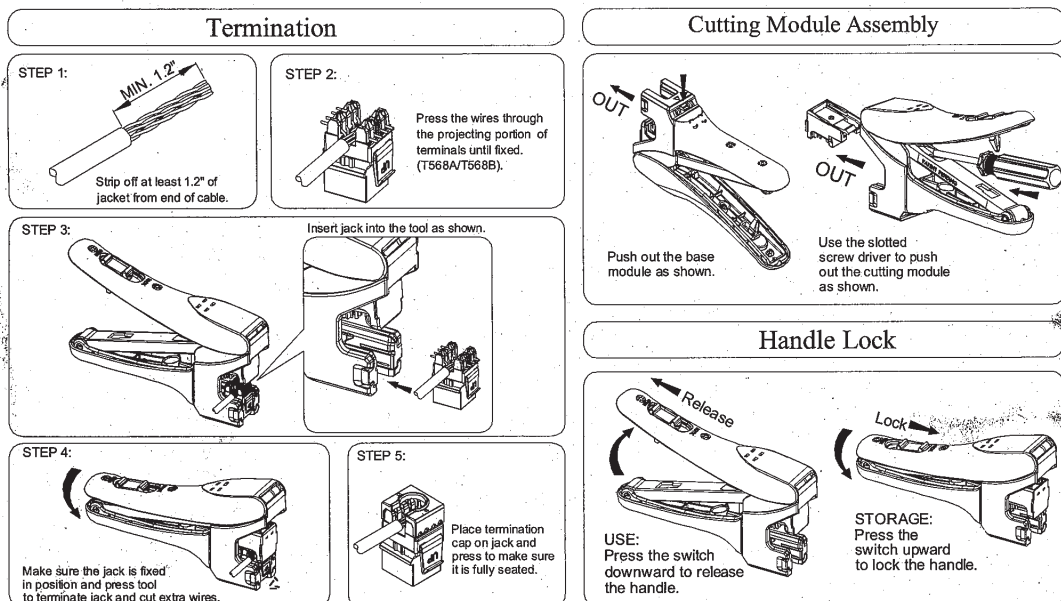 Termination
STEP 1:
MIN. 1.2"
Strip off at least 1.2" of
jacket from end of cable.
STEP 2:
Press the wires through
the projecting portion of
terminals until fixed.
(T568A/T568B).
STEP 3:
Insert jack into the tool as shown.
STEP 4:
Make sure the jack is fixed
in position and press tool
to terminate jack and cut extra wires.
STEP 5:
Place termination
cap on jack and
press to make sure
it is fully seated.
Cutting Module Assembly
OUT
Push out the base
module as shown.
OUT
Use the slotted
screw driver to push
out the cutting module
as shown.
Handle Lock
Release
USE:
Press the switch
downward to release
the handle.
Lock
STORAGE:
Press the
switch upward
to lock the handle.